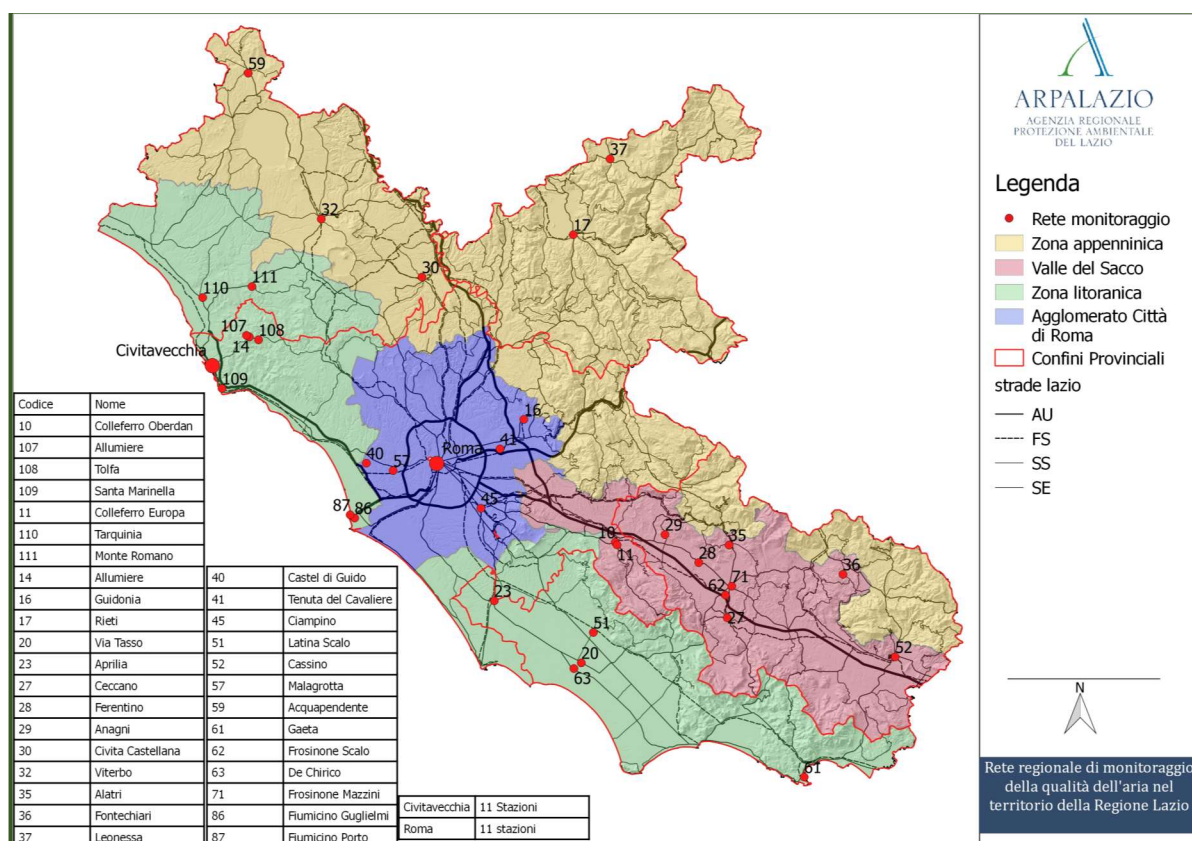 59
37
32
17
30
111
110
107
108
14
Civitavecchia
109
16
41
Roma
40
57
45
87
86
10
11
29
28
35
36
71
62
27
52
23
51
20
63
61
Codice Nome
10 Colleferro Oberdan
107 Allumiere
108 Tolfa
109 Santa Marinella
11 Colleferro Europa
110 Tarquinia
111 Monte Romano
14 Allumiere
16 Guidonia
17 Rieti
20 Via Tasso
23 Aprilia
27 Ceccano
28 Ferentino
29 Anagni
30 Civita Castellana
32 Viterbo
35 Alatri
36 Fontechiari
37 Leonessa
40 Castel di Guido
41 Tenuta del Cavaliere
45 Ciampino
51 Latina Scalo
52 Cassino
57 Malagrotta
59 Acquapendente
61 Gaeta
62 Frosinone Scalo
63 De Chirico
71 Frosinone Mazzini
86 Fiumicino Guglielmi
87 Fiumicino Porto
Civitavecchia 11 Stazioni
Roma 11 stazioni
ARPALAZIO
AGENZIA REGIONALE
PROTEZIONE AMBIENTALE
DEL LAZIO
Legenda
Rete monitoraggio
Zona appenninica
Valle del Sacco
Zona litoranica
Agglomerato Città
di Roma
Confini Provinciali
strade lazio
AU
FS
SS
SE
N
Rete regionale di monitoraggio
della qualità dell'aria nel
territorio della Regione Lazio